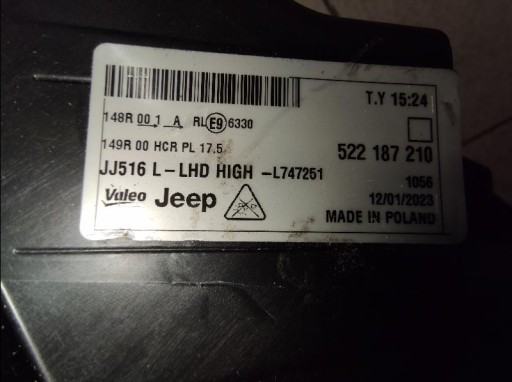 T.Y 15:24
148R 00 1 A RL E9 6330
149R 00 HCR PL 17.5
522 187 210
JJ516 L-LHD HIGH -L747251
1056
Valeo Jeep
12/01/2023
MADE IN POLAND